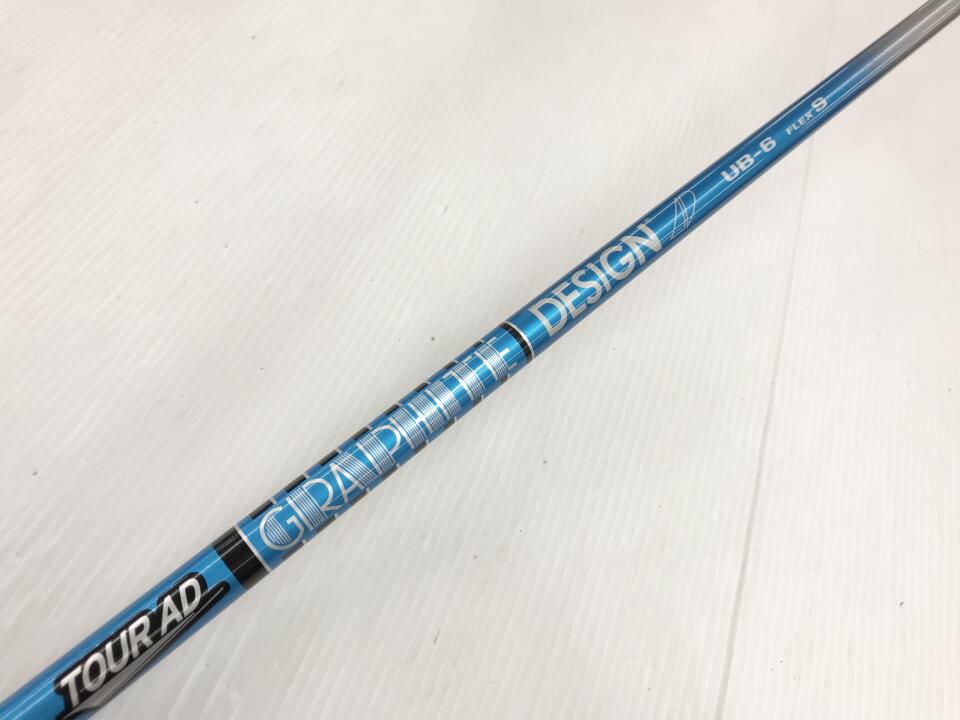 TOUR AD
GRAPHITE
DESIGN
UB-6 FLEX S